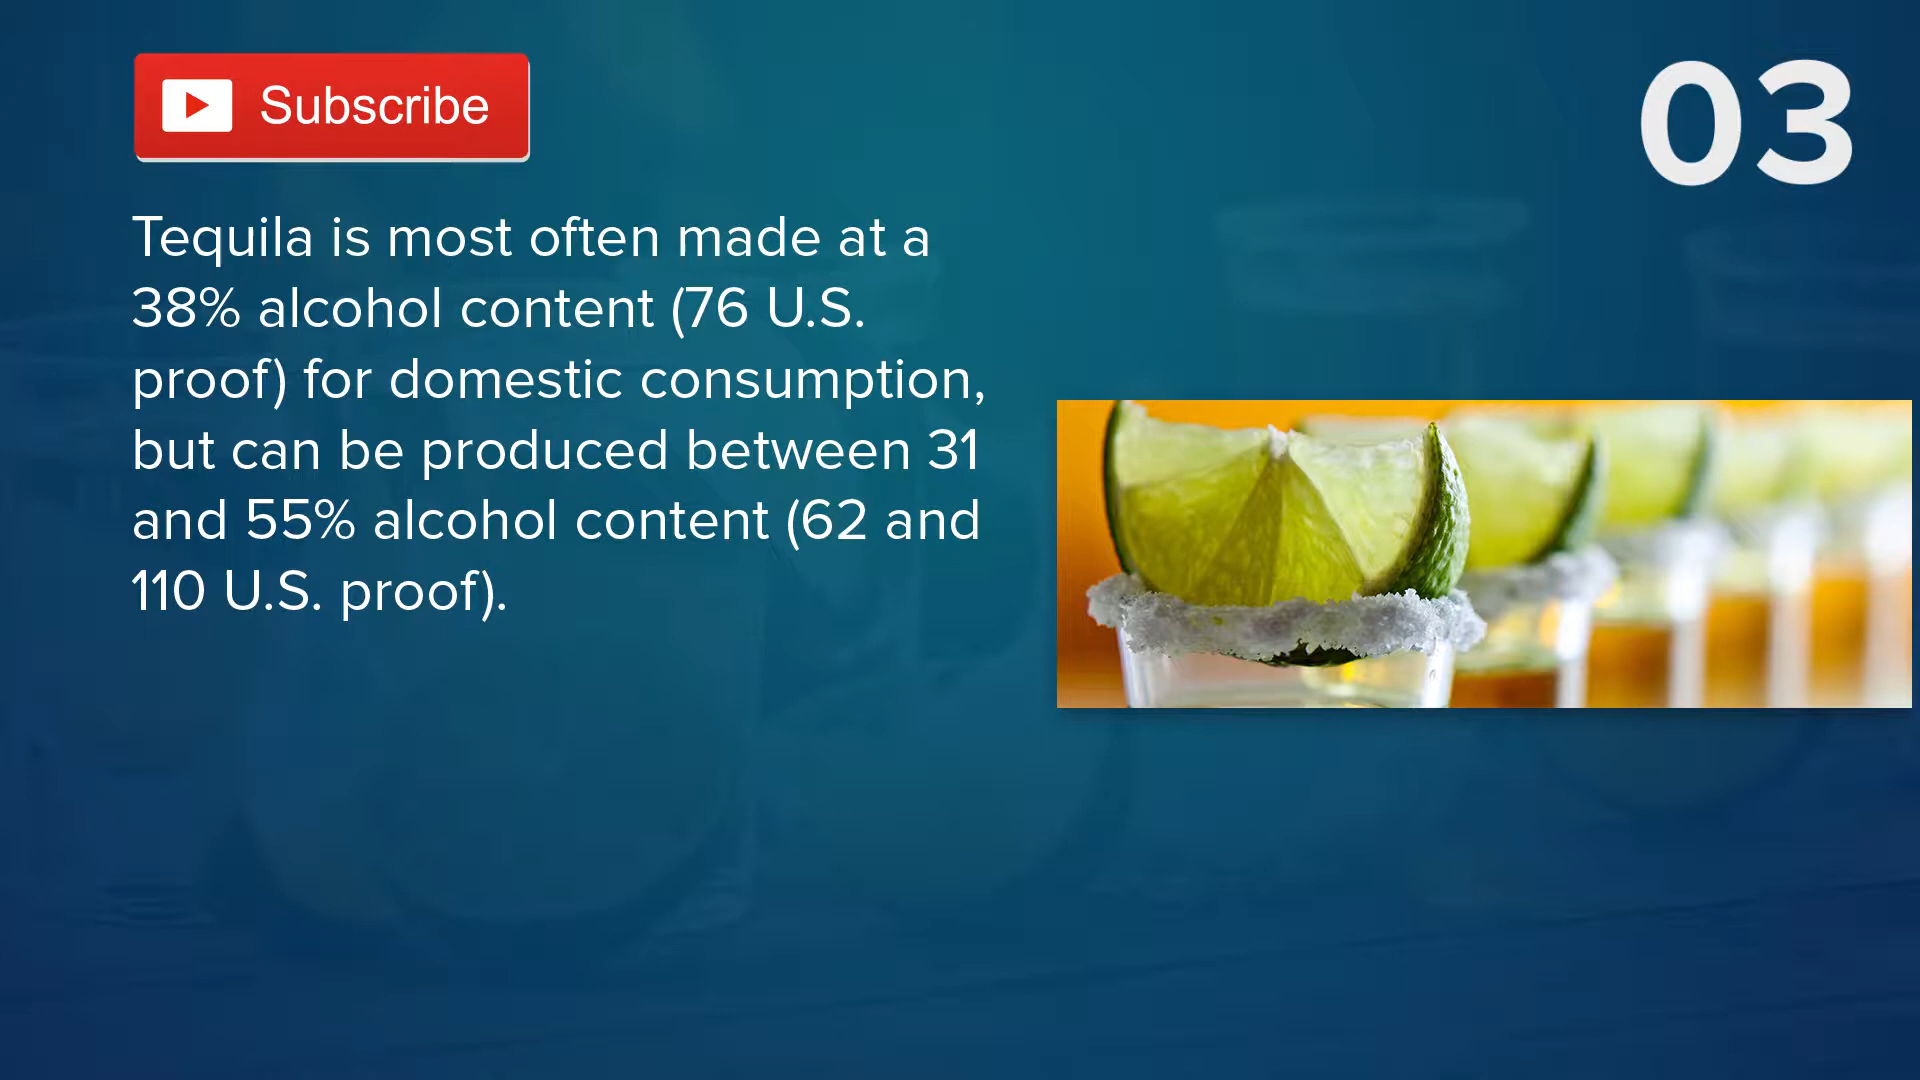 Subscribe
03
Tequila is most often made at a
38% alcohol content (76 U.S.
proof) for domestic consumption,
but can be produced between 31
and 55% alcohol content (62 and
110 U.S. proof).